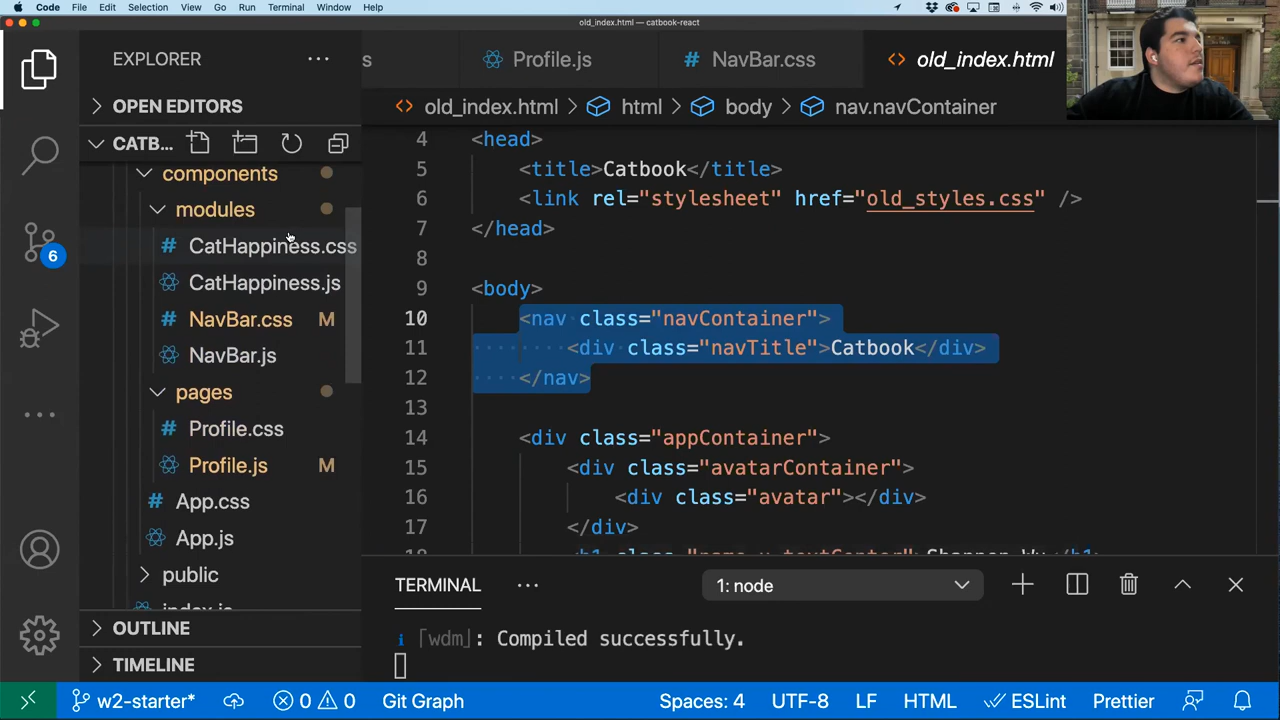 Code File Edit Selection View Go Run Terminal Window Help
old_index.html — catbook-react
EXPLORER
OPEN EDITORS
CATB...
components
modules
CatHappiness.css
CatHappiness.js
NavBar.css M
NavBar.js
pages
Profile.css
Profile.js M
App.css
App.js
public
index.js
OUTLINE
TIMELINE
6
s Profile.js # NavBar.css <> old_index.html
<> old_index.html > html > body > nav.navContainer
4 <head>
5 <title>Catbook</title>
6 <link rel="stylesheet" href="old_styles.css" />
7 </head>
8
9 <body>
10 <nav class="navContainer">
11 <div class="navTitle">Catbook</div>
12 </nav>
13
14 <div class="appContainer">
15 <div class="avatarContainer">
16 <div class="avatar"></div>
17 </div>
TERMINAL ... 1: node
i ｢wdm｣: Compiled successfully.
w2-starter* 0 0 Git Graph Spaces: 4 UTF-8 LF HTML ESLint Prettier